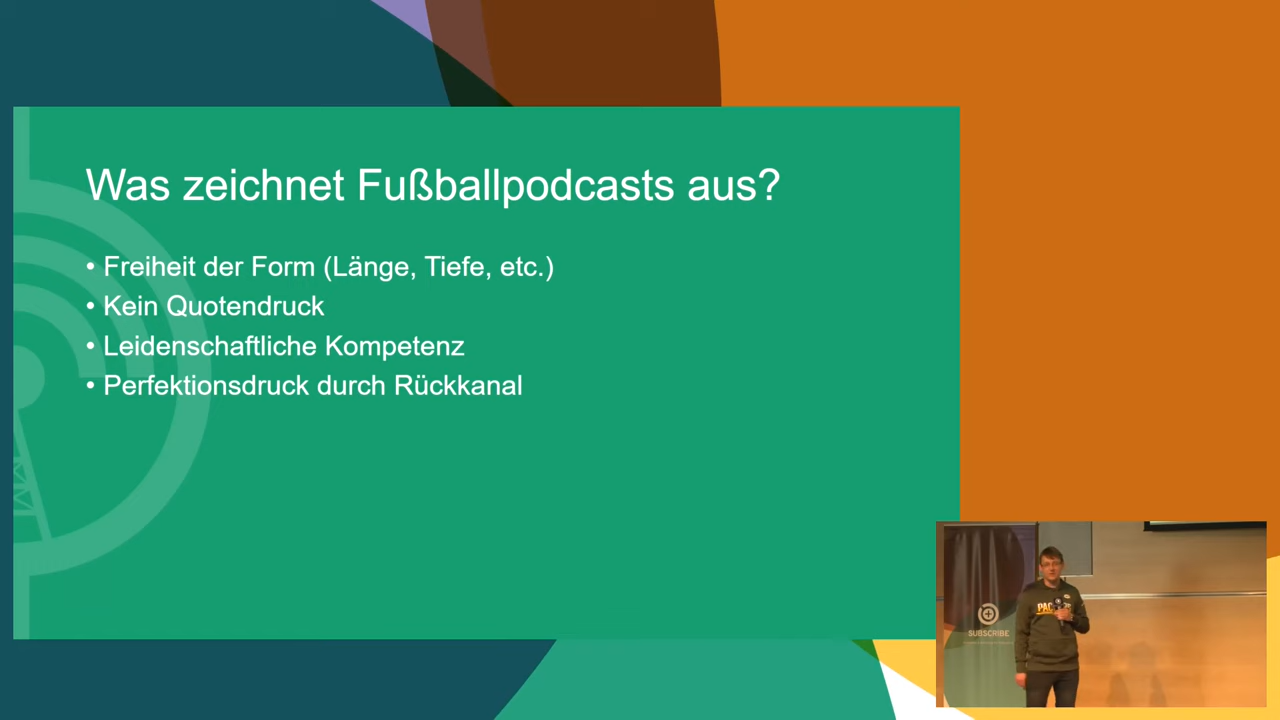 Was zeichnet Fußballpodcasts aus?
• Freiheit der Form (Länge, Tiefe, etc.)
• Kein Quotendruck
• Leidenschaftliche Kompetenz
• Perfektionsdruck durch Rückkanal
SUBSCRIBE